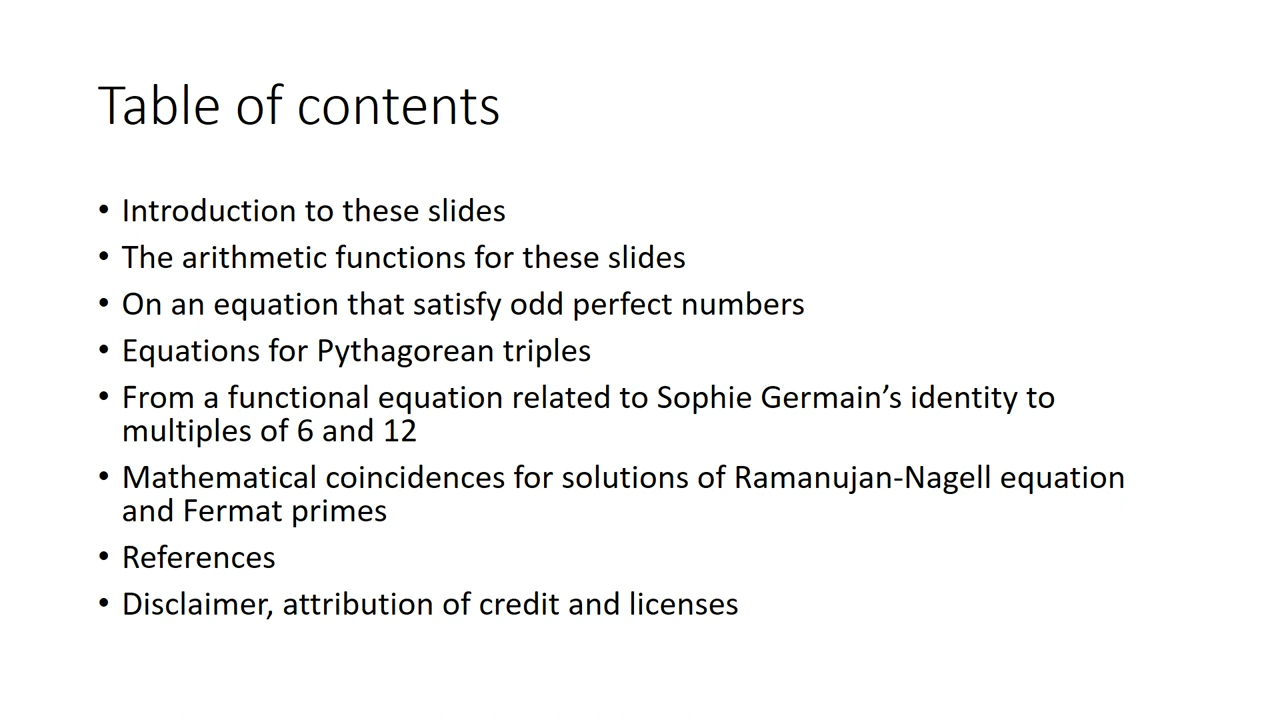 Table of contents
• Introduction to these slides
• The arithmetic functions for these slides
• On an equation that satisfy odd perfect numbers
• Equations for Pythagorean triples
• From a functional equation related to Sophie Germain’s identity to
multiples of 6 and 12
• Mathematical coincidences for solutions of Ramanujan-Nagell equation
and Fermat primes
• References
• Disclaimer, attribution of credit and licenses